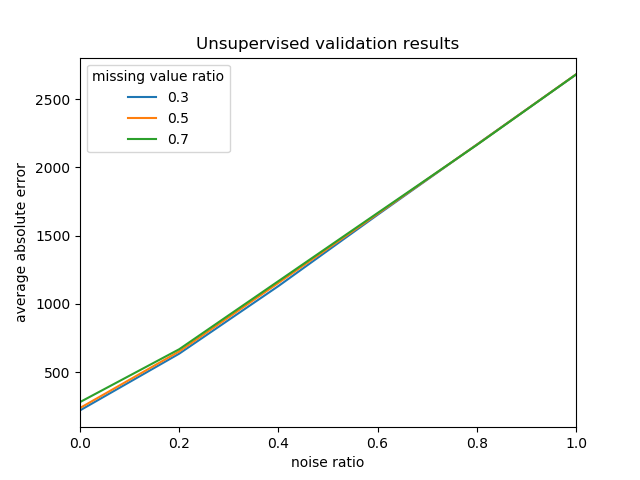 Unsupervised validation results
missing value ratio
0.3
0.5
0.7
2500
2000
1500
1000
500
average absolute error
0.0 0.2 0.4 0.6 0.8 1.0
noise ratio